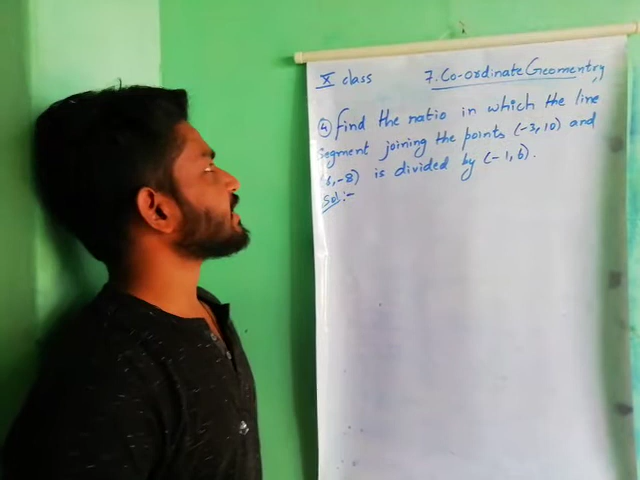 X class 7. Co-ordinate Geomentry
④ find the ratio in which the line
segment joining the points (-3, 10) and
(6, -8) is divided by (-1, 6).
Sol:-